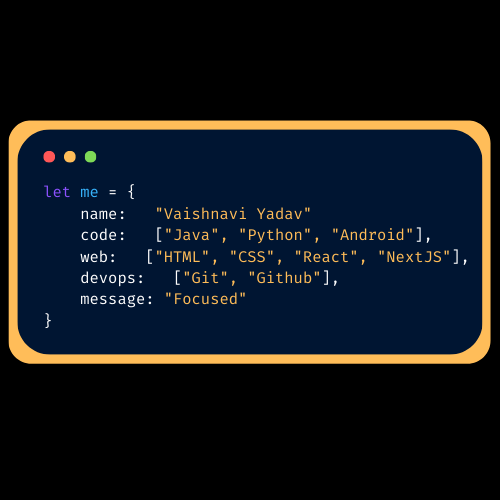 let me = {
    name:   "Vaishnavi Yadav"
    code:   ["Java", "Python", "Android"],
    web:   ["HTML", "CSS", "React", "NextJS"],
    devops:   ["Git", "Github"],
    message: "Focused"
}